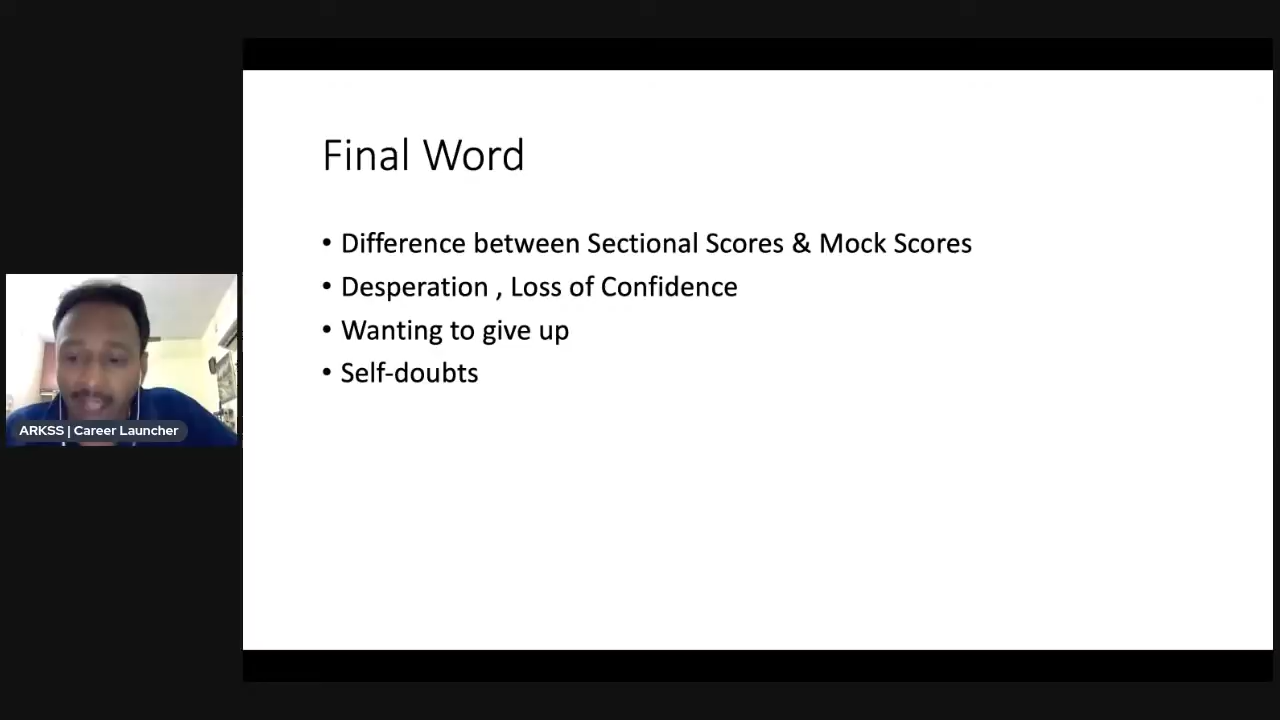 Final Word
• Difference between Sectional Scores & Mock Scores
• Desperation , Loss of Confidence
• Wanting to give up
• Self-doubts
ARKSS | Career Launcher